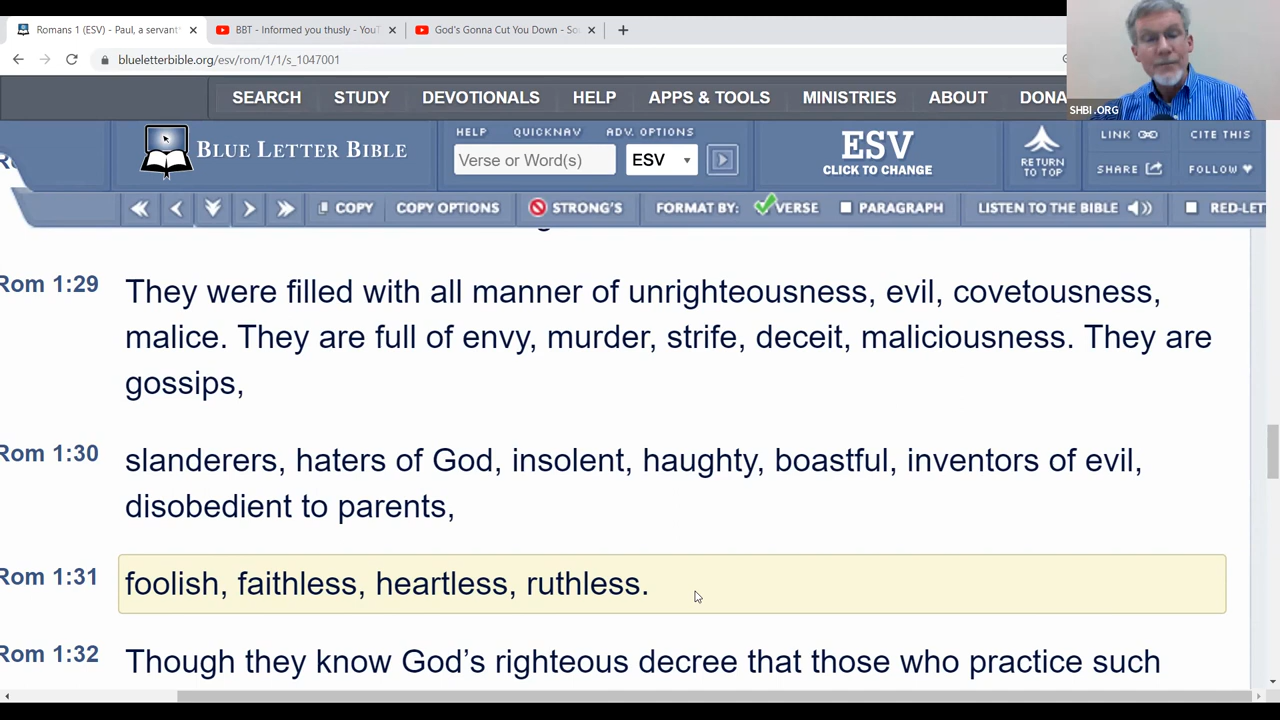 Romans 1 (ESV) - Paul, a servant
BBT - Informed you thusly - YouT
God's Gonna Cut You Down - So
blueletterbible.org/esv/rom/1/1/s_1047001
SHBI.ORG
SEARCH STUDY DEVOTIONALS HELP APPS & TOOLS MINISTRIES ABOUT DONA
BLUE LETTER BIBLE
HELP QUICKNAV ADV. OPTIONS
Verse or Word(s) ESV
ESV
CLICK TO CHANGE
RETURN
TO TOP
LINK CITE THIS
SHARE FOLLOW
COPY COPY OPTIONS STRONG'S FORMAT BY: VERSE PARAGRAPH LISTEN TO THE BIBLE RED-LET
Rom 1:29 They were filled with all manner of unrighteousness, evil, covetousness,
malice. They are full of envy, murder, strife, deceit, maliciousness. They are
gossips,
Rom 1:30 slanderers, haters of God, insolent, haughty, boastful, inventors of evil,
disobedient to parents,
Rom 1:31 foolish, faithless, heartless, ruthless.
Rom 1:32 Though they know God's righteous decree that those who practice such